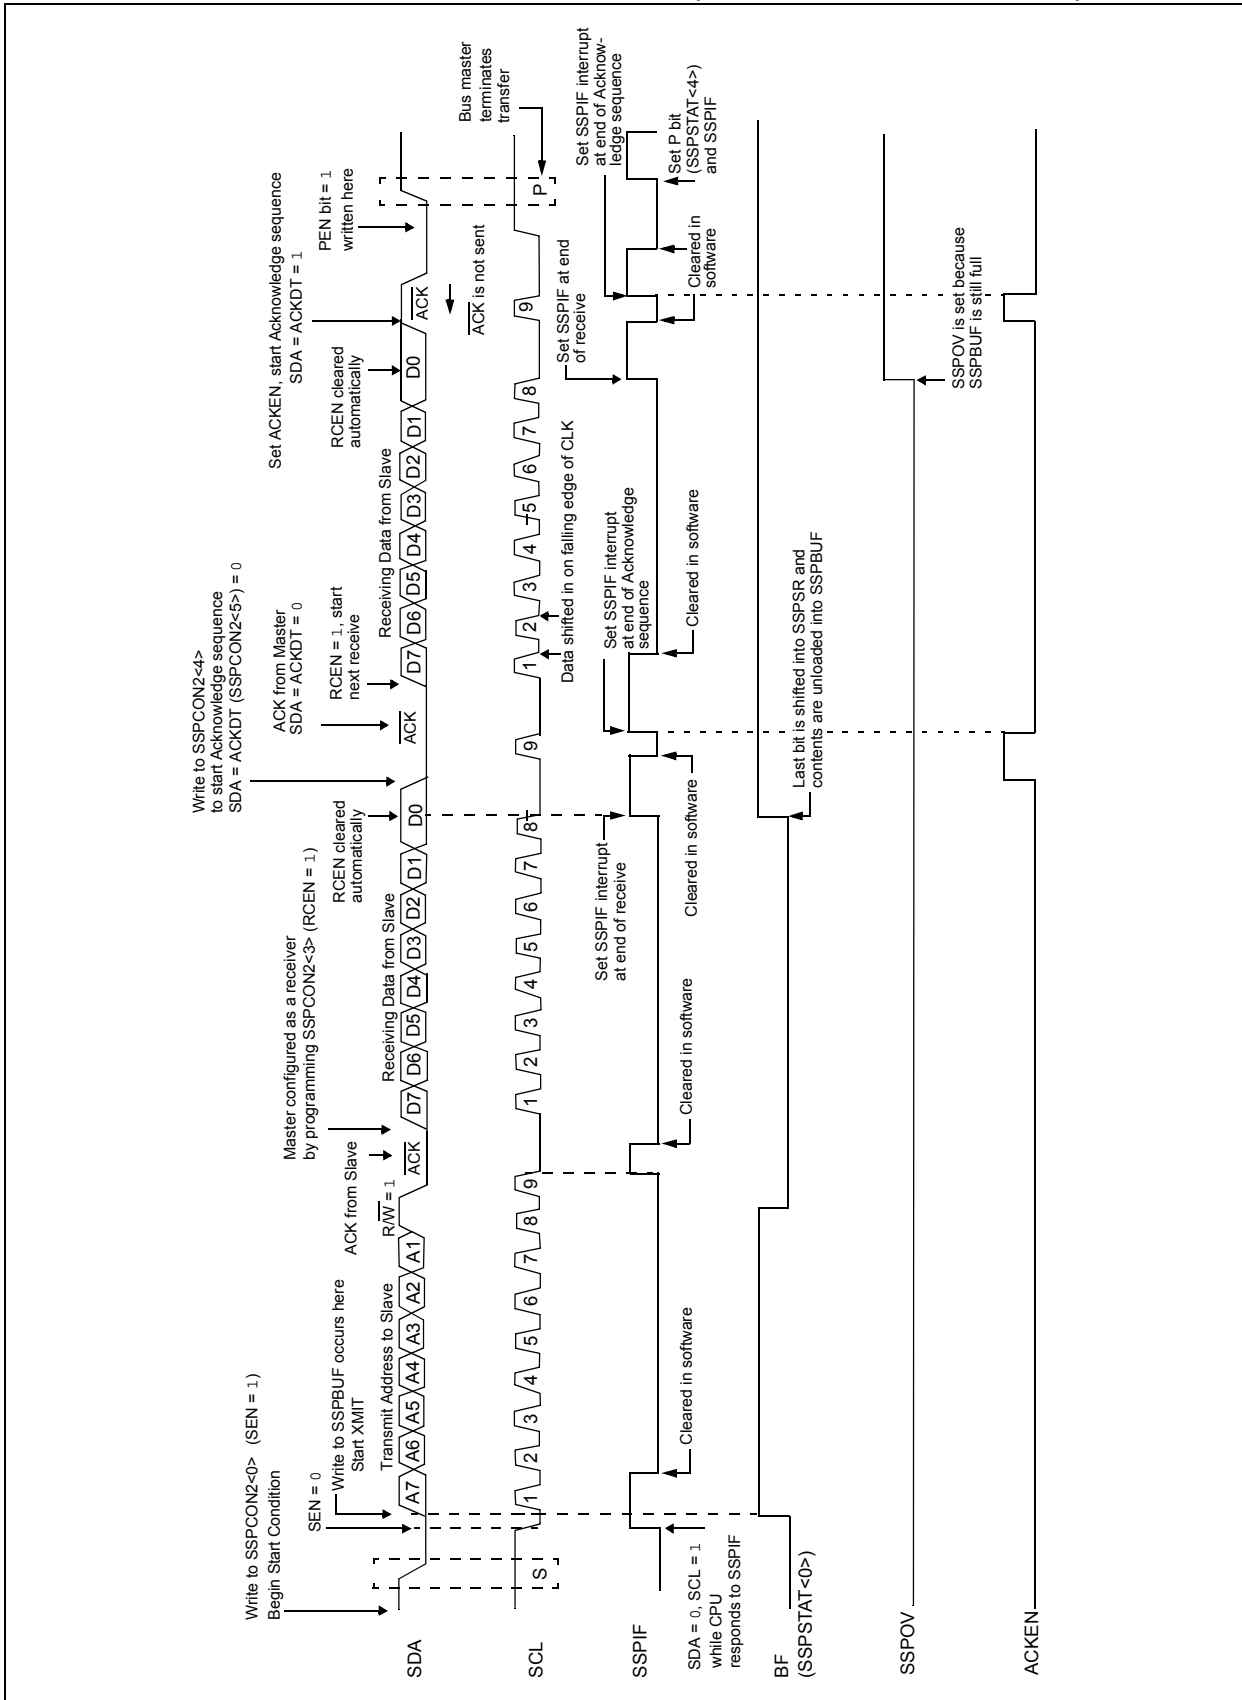 Write to SSPCON2<0> (SEN = 1)
Begin Start Condition
SEN = 0
Write to SSPBUF occurs here
Start XMIT
Transmit Address to Slave
ACK from Slave
R/W = 1
Master configured as a receiver
by programming SSPCON2<3> (RCEN = 1)
Receiving Data from Slave
RCEN cleared
automatically
Write to SSPCON2<4>
to start Acknowledge sequence
SDA = ACKDT (SSPCON2<5>) = 0
ACK from Master
SDA = ACKDT = 0
RCEN = 1, start
next receive
Receiving Data from Slave
RCEN cleared
automatically
Set ACKEN, start Acknowledge sequence
SDA = ACKDT = 1
PEN bit = 1
written here
SDA
A7 A6 A5 A4 A3 A2 A1
ACK
D7 D6 D5 D4 D3 D2 D1 D0
ACK
D7 D6 D5 D4 D3 D2 D1 D0
ACK
ACK is not sent
Bus master
terminates
transfer
SCL
S
1 2 3 4 5 6 7 8 9
1 2 3 4 5 6 7 8
9
1 2 3 4 5 6 7 8
9
P
Data shifted in on falling edge of CLK
Set SSPIF interrupt
at end of receive
Set SSPIF interrupt
at end of Acknowledge
sequence
Set SSPIF at end
of receive
Set SSPIF interrupt
at end of Acknow-
ledge sequence
SSPIF
SDA = 0, SCL = 1
while CPU
responds to SSPIF
Cleared in software
Cleared in software
Cleared in software
Cleared in software
Cleared in
software
Set P bit
(SSPSTAT<4>)
and SSPIF
BF
(SSPSTAT<0>)
Last bit is shifted into SSPSR and
contents are unloaded into SSPBUF
SSPOV
SSPOV is set because
SSPBUF is still full
ACKEN